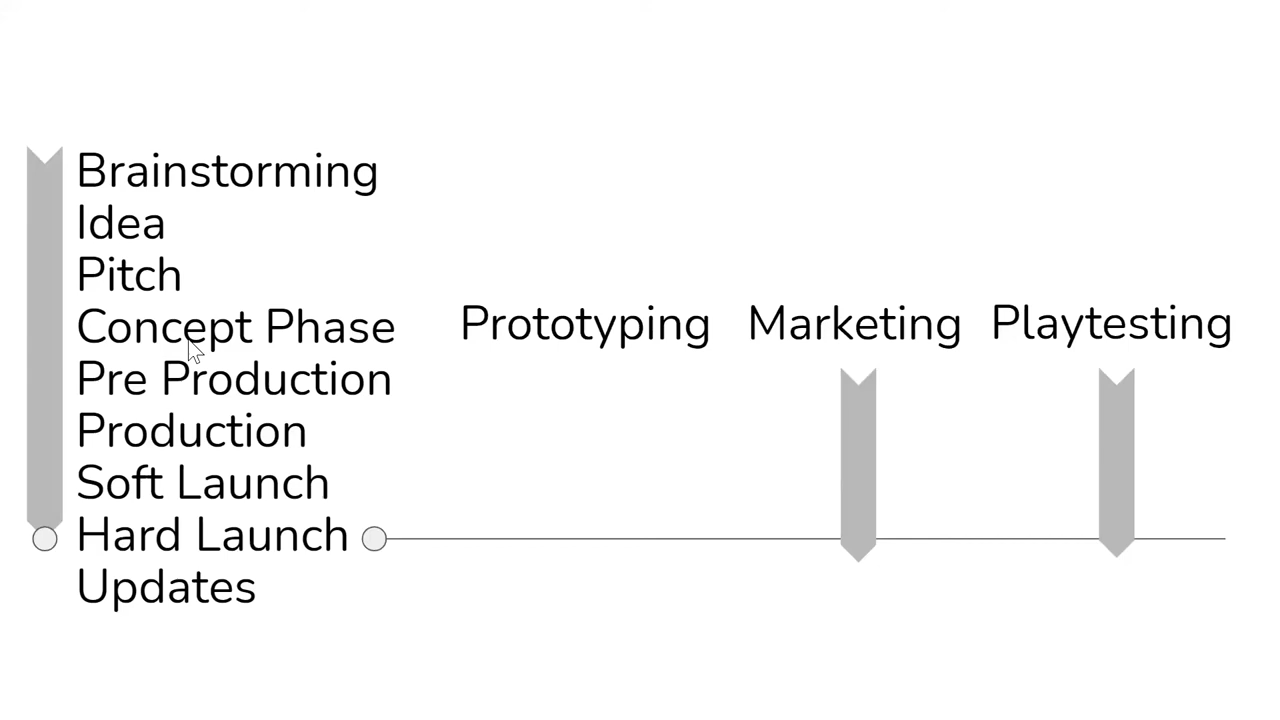 Brainstorming
Idea
Pitch
Concept Phase
Prototyping
Marketing
Playtesting
Pre Production
Production
Soft Launch
Hard Launch
Updates